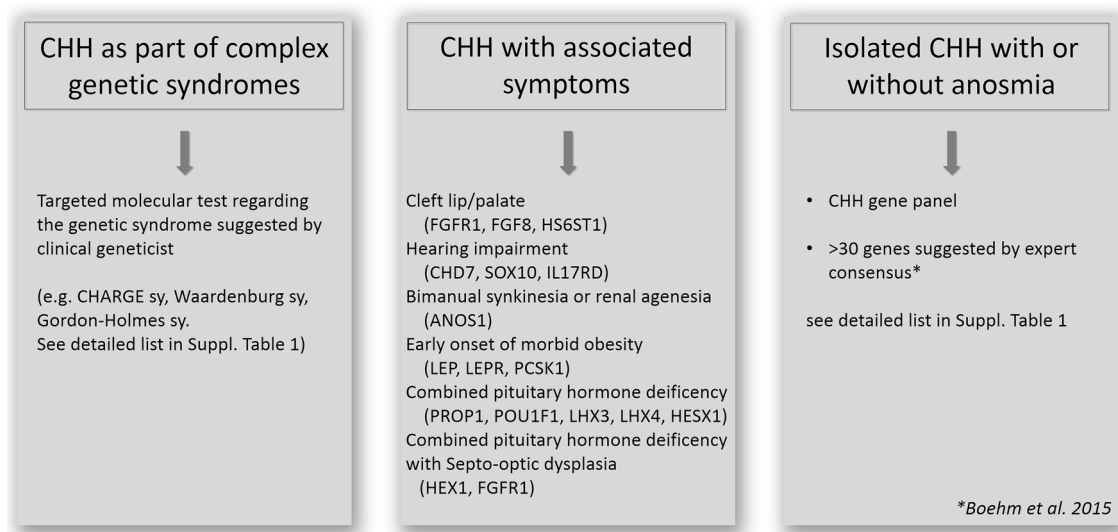 CHH as part of complex
genetic syndromes
Targeted molecular test regarding
the genetic syndrome suggested by
clinical geneticist
(e.g. CHARGE sy, Waardenburg sy,
Gordon-Holmes sy.
See detailed list in Suppl. Table 1)
CHH with associated
symptoms
Cleft lip/palate
(FGFR1, FGF8, HS6ST1)
Hearing impairment
(CHD7, SOX10, IL17RD)
Bimanual synkinesia or renal agenesia
(ANOS1)
Early onset of morbid obesity
(LEP, LEPR, PCSK1)
Combined pituitary hormone deificency
(PROP1, POU1F1, LHX3, LHX4, HESX1)
Combined pituitary hormone deificency
with Septo-optic dysplasia
(HEX1, FGFR1)
Isolated CHH with or
without anosmia
• CHH gene panel
• >30 genes suggested by expert
consensus*
see detailed list in Suppl. Table 1
*Boehm et al. 2015